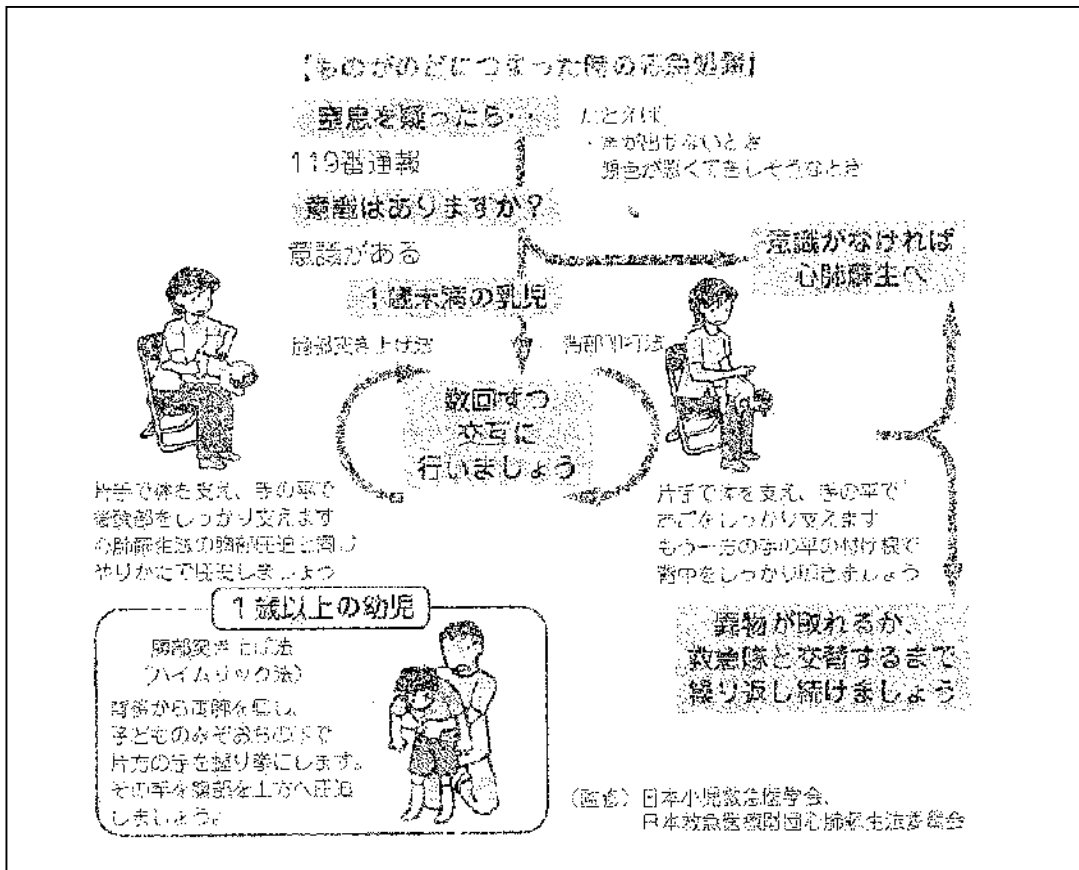 【ものがのどにつまった時の応急処置】
窒息を疑ったら…
たとえば、
・声が出せないとき
顔色が悪くて苦しそうなとき
119番通報
意識はありますか？
意識がある
意識がなければ
心肺蘇生へ
1歳未満の乳児
胸部突き上げ法
背部叩打法
数回ずつ
交互に
行いましょう
片手で体を支え、手の平で
後頭部をしっかり支えます
心肺蘇生法の胸部圧迫と同じ
やりかたで圧迫しましょう
片手で体を支え、手の平で
あごをしっかり支えます
もう一方の手の平の付け根で
背中をしっかり叩きましょう
1歳以上の幼児
腹部突き上げ法
（ハイムリック法）
背後から両腕を回し、
子どものみぞおちの下で
片方の手を握り拳にします。
その手を腹部を上方へ圧迫
しましょう。
異物が取れるか、
救急隊と交替するまで
繰り返し続けましょう
（監修）日本小児救急医学会、
日本救急医療財団心肺蘇生法委員会